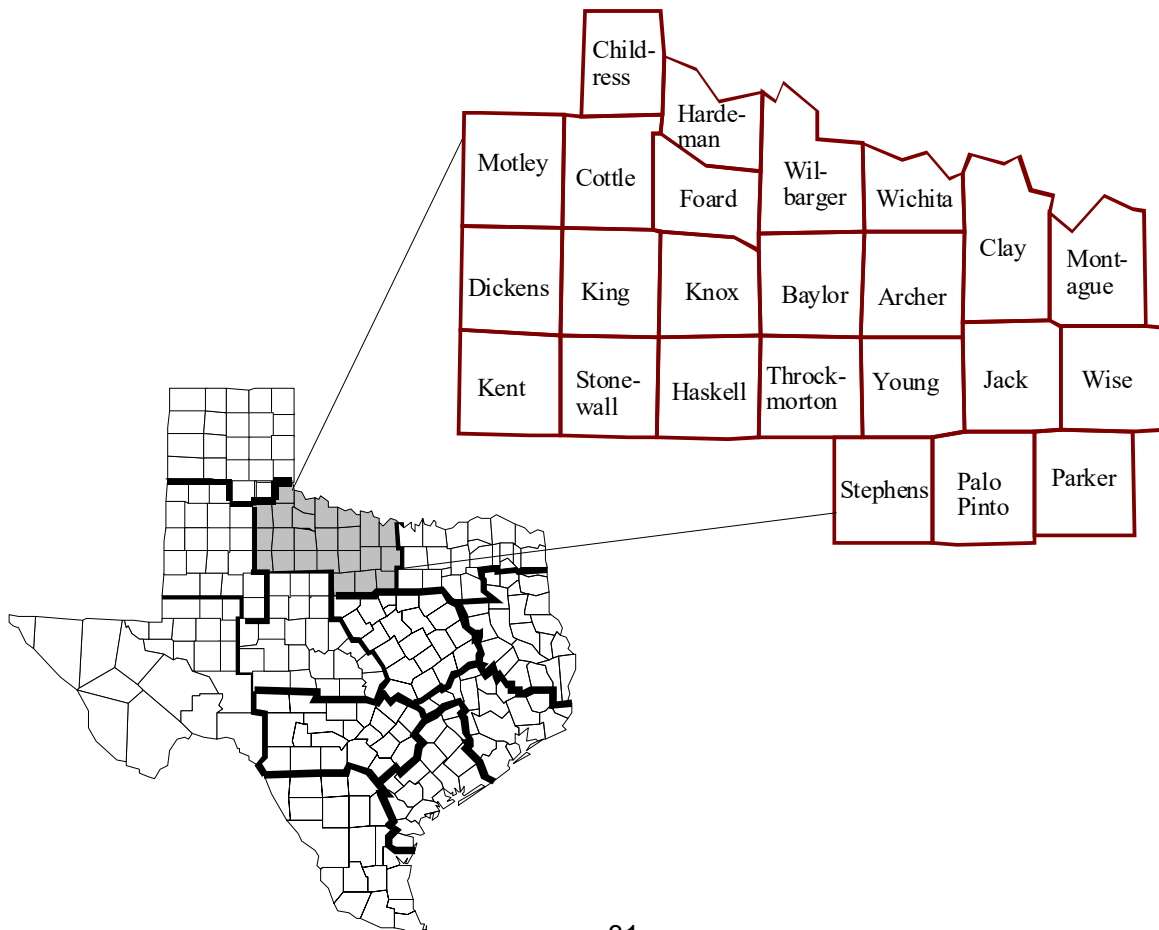 Child-
ress
Harde-
man
Motley
Cottle
Foard
Wil-
barger
Wichita
Clay
Mont-
ague
Dickens
King
Knox
Baylor
Archer
Kent
Stone-
wall
Haskell
Throck-
morton
Young
Jack
Wise
Stephens
Palo
Pinto
Parker